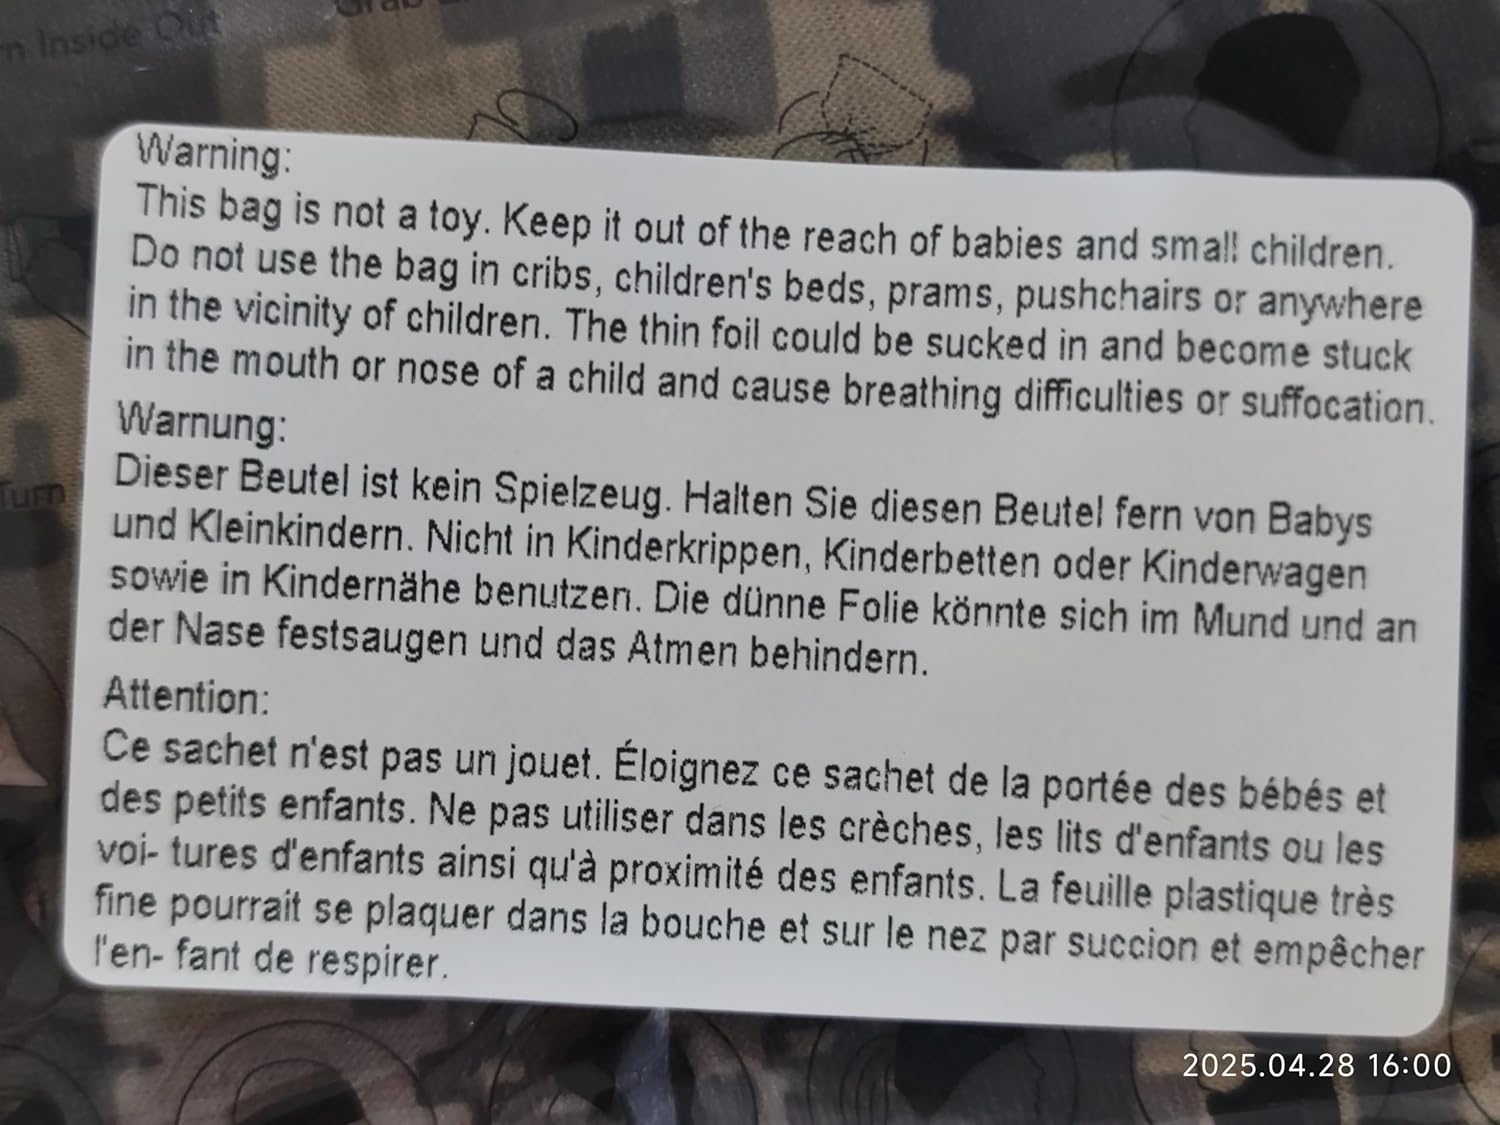 n Inside Out
Grab
Turn
Warning:
This bag is not a toy. Keep it out of the reach of babies and small children.
Do not use the bag in cribs, children's beds, prams, pushchairs or anywhere
in the vicinity of children. The thin foil could be sucked in and become stuck
in the mouth or nose of a child and cause breathing difficulties or suffocation.
Warnung:
Dieser Beutel ist kein Spielzeug. Halten Sie diesen Beutel fern von Babys
und Kleinkindern. Nicht in Kinderkrippen, Kinderbetten oder Kinderwagen
sowie in Kindernähe benutzen. Die dünne Folie könnte sich im Mund und an
der Nase festsaugen und das Atmen behindern.
Attention:
Ce sachet n'est pas un jouet. Éloignez ce sachet de la portée des bébés et
des petits enfants. Ne pas utiliser dans les crèches, les lits d'enfants ou les
voi- tures d'enfants ainsi qu'à proximité des enfants. La feuille plastique très
fine pourrait se plaquer dans la bouche et sur le nez par succion et empêcher
l'en- fant de respirer.
2025.04.28 16:00